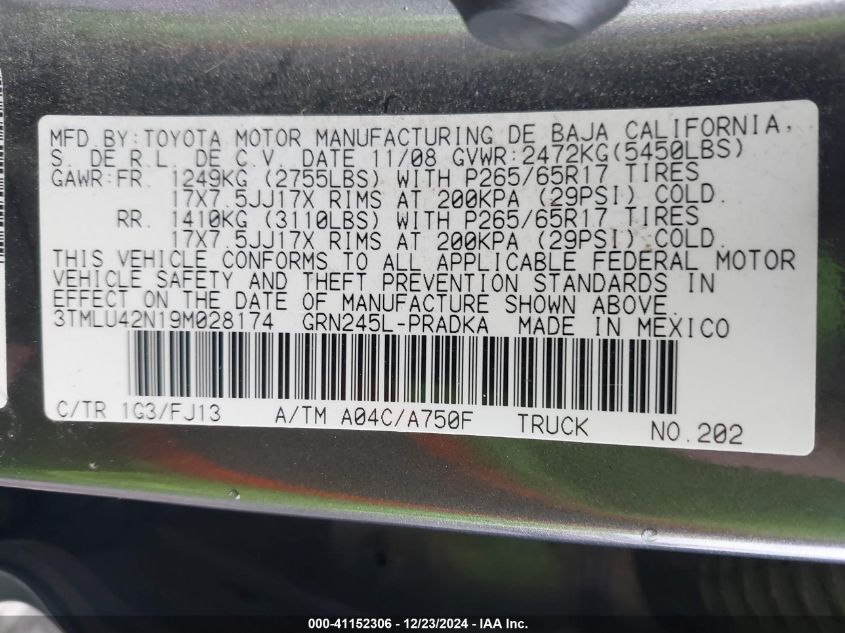 MFD.BY:TOYOTA MOTOR MANUFACTURING DE BAJA CALIFORNIA,
S. DE R.L. DE C.V. DATE 11/08 GVWR:2472KG(5450LBS)
GAWR:FR. 1249KG (2755LBS) WITH P265/65R17 TIRES
17X7.5JJ17X RIMS AT 200KPA (29PSI) COLD.
RR. 1410KG (3110LBS) WITH P265/65R17 TIRES
17X7.5JJ17X RIMS AT 200KPA (29PSI) COLD.
THIS VEHICLE CONFORMS TO ALL APPLICABLE FEDERAL MOTOR
VEHICLE SAFETY AND THEFT PREVENTION STANDARDS IN
EFFECT ON THE DATE OF MANUFACTURE SHOWN ABOVE.
3TMLU42N19M028174 GRN245L-PRADKA MADE IN MEXICO
C/TR 1G3/FJ13 A/TM A04C/A750F TRUCK NO.202
000-41152306 - 12/23/2024 - IAAI Inc.